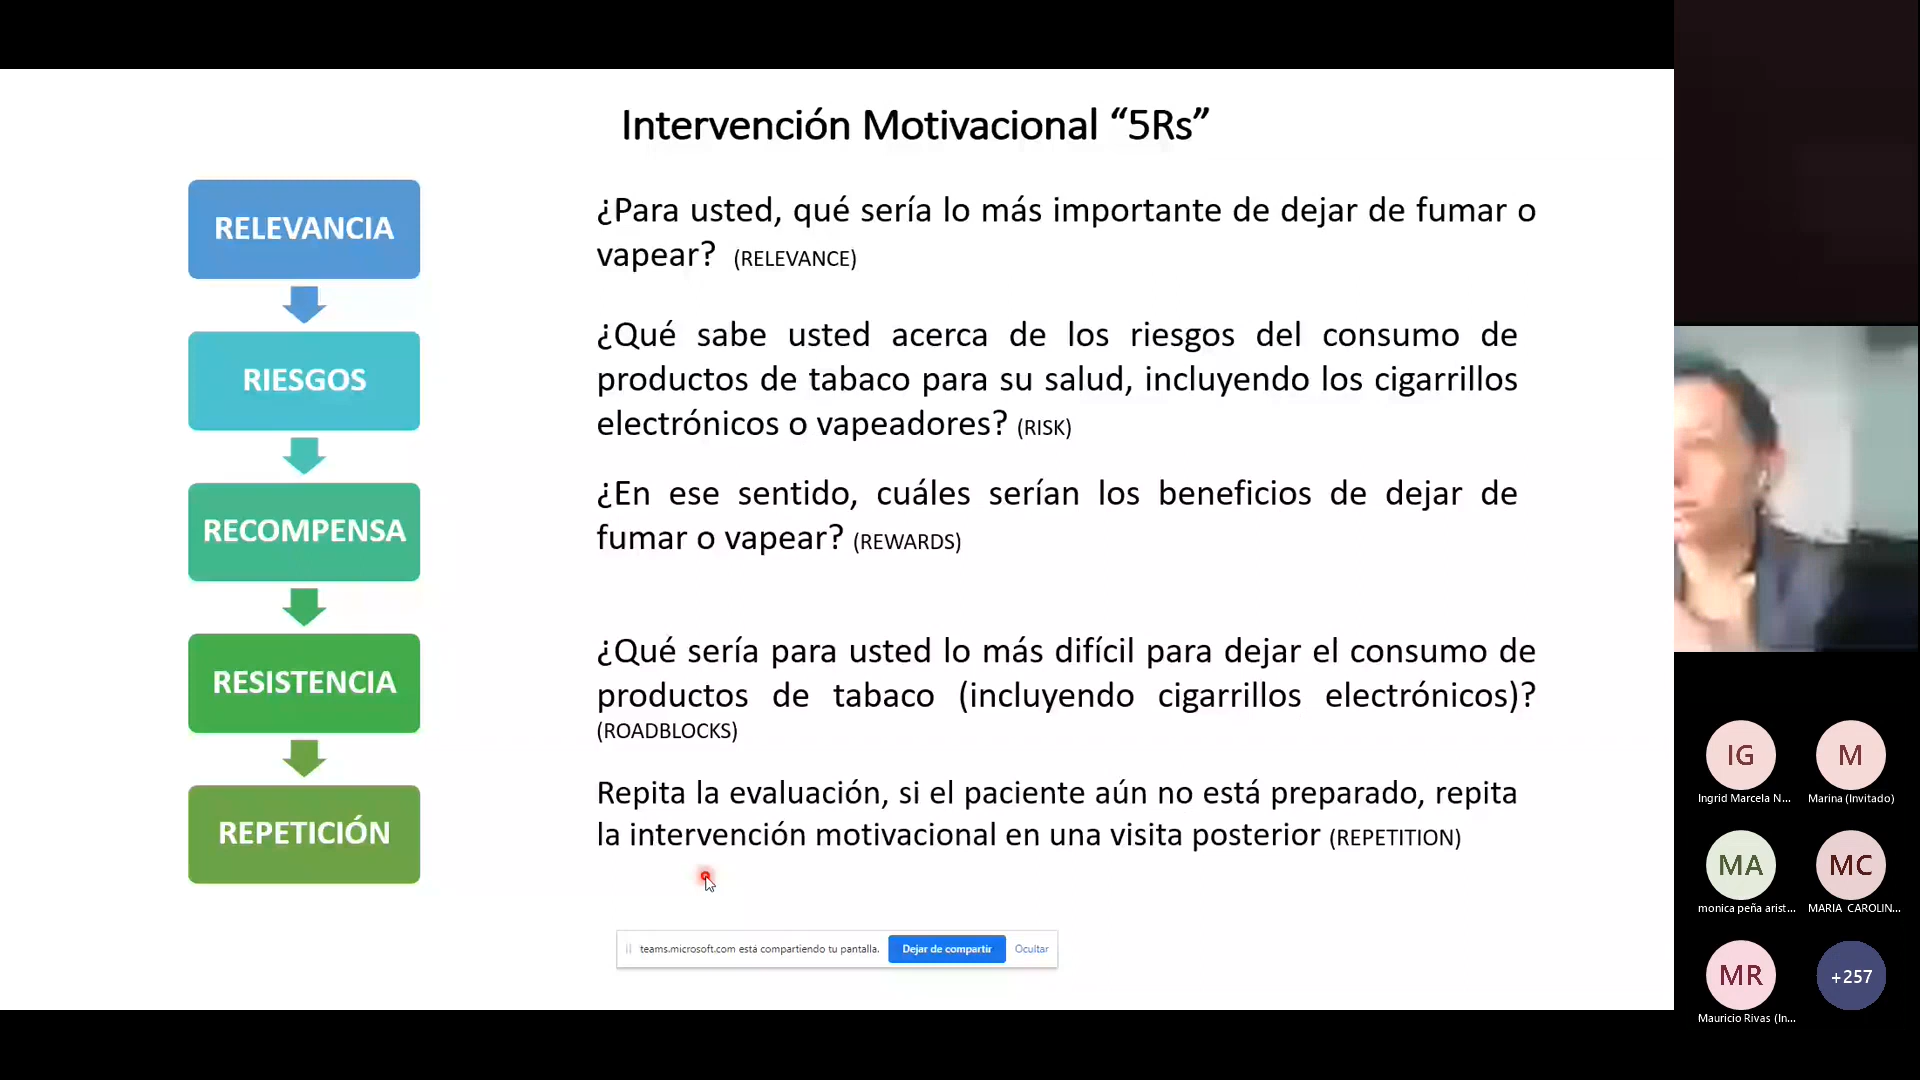 Intervención Motivacional “5Rs”
RELEVANCIA
¿Para usted, qué sería lo más importante de dejar de fumar o
vapear? (RELEVANCE)
RIESGOS
¿Qué sabe usted acerca de los riesgos del consumo de
productos de tabaco para su salud, incluyendo los cigarrillos
electrónicos o vapeadores? (RISK)
RECOMPENSA
¿En ese sentido, cuáles serían los beneficios de dejar de
fumar o vapear? (REWARDS)
RESISTENCIA
¿Qué sería para usted lo más difícil para dejar el consumo de
productos de tabaco (incluyendo cigarrillos electrónicos)?
(ROADBLOCKS)
REPETICIÓN
Repita la evaluación, si el paciente aún no está preparado, repita
la intervención motivacional en una visita posterior (REPETITION)
teams.microsoft.com está compartiendo tu pantalla. Dejar de compartir Ocultar
IG M
Ingrid Marcela N... Marina (Invitado)
MA MC
monica peña arist... MARIA CAROLIN...
MR +257
Mauricio Rivas (In...